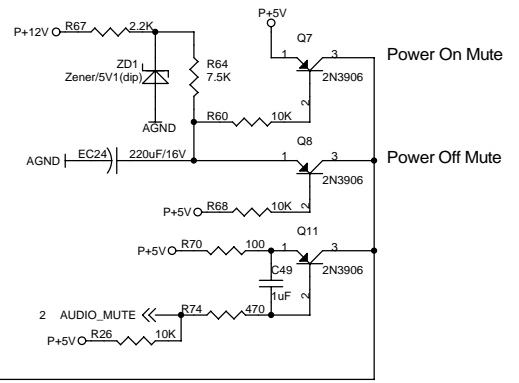 P+5V
P+12V R67 2.2K Q7
1 3 Power On Mute
ZD1 R64
Zener/5V1(dip) 7.5K 2N3906
2
R60 10K
AGND
Q8
AGND EC24 220uF/16V 1 3 Power Off Mute
2N3906
2
P+5V R68 10K
Q11
P+5V R70 100 1 3
C49 2N3906
1uF 2
2 AUDIO_MUTE R74 470
P+5V R26 10K